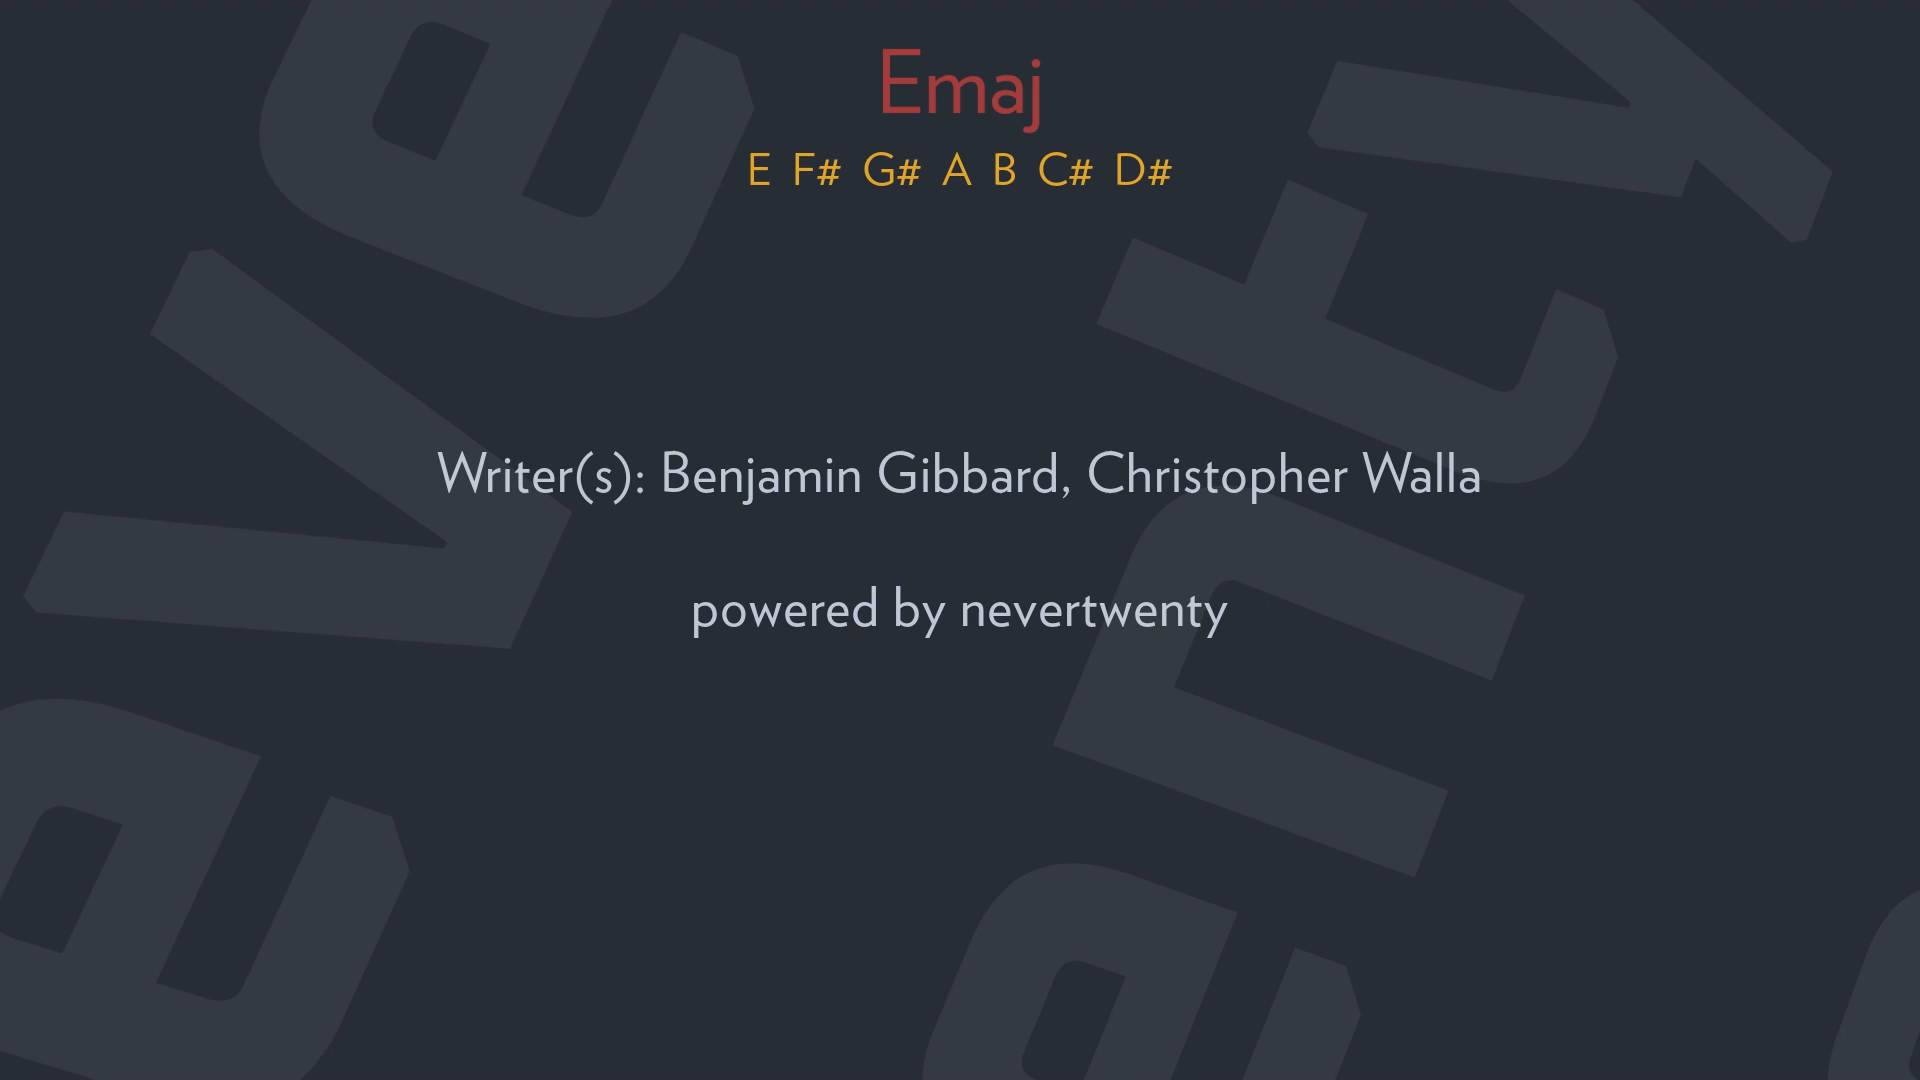 Emaj
E F# G# A B C# D#
Writer(s): Benjamin Gibbard, Christopher Walla
powered by nevertwenty